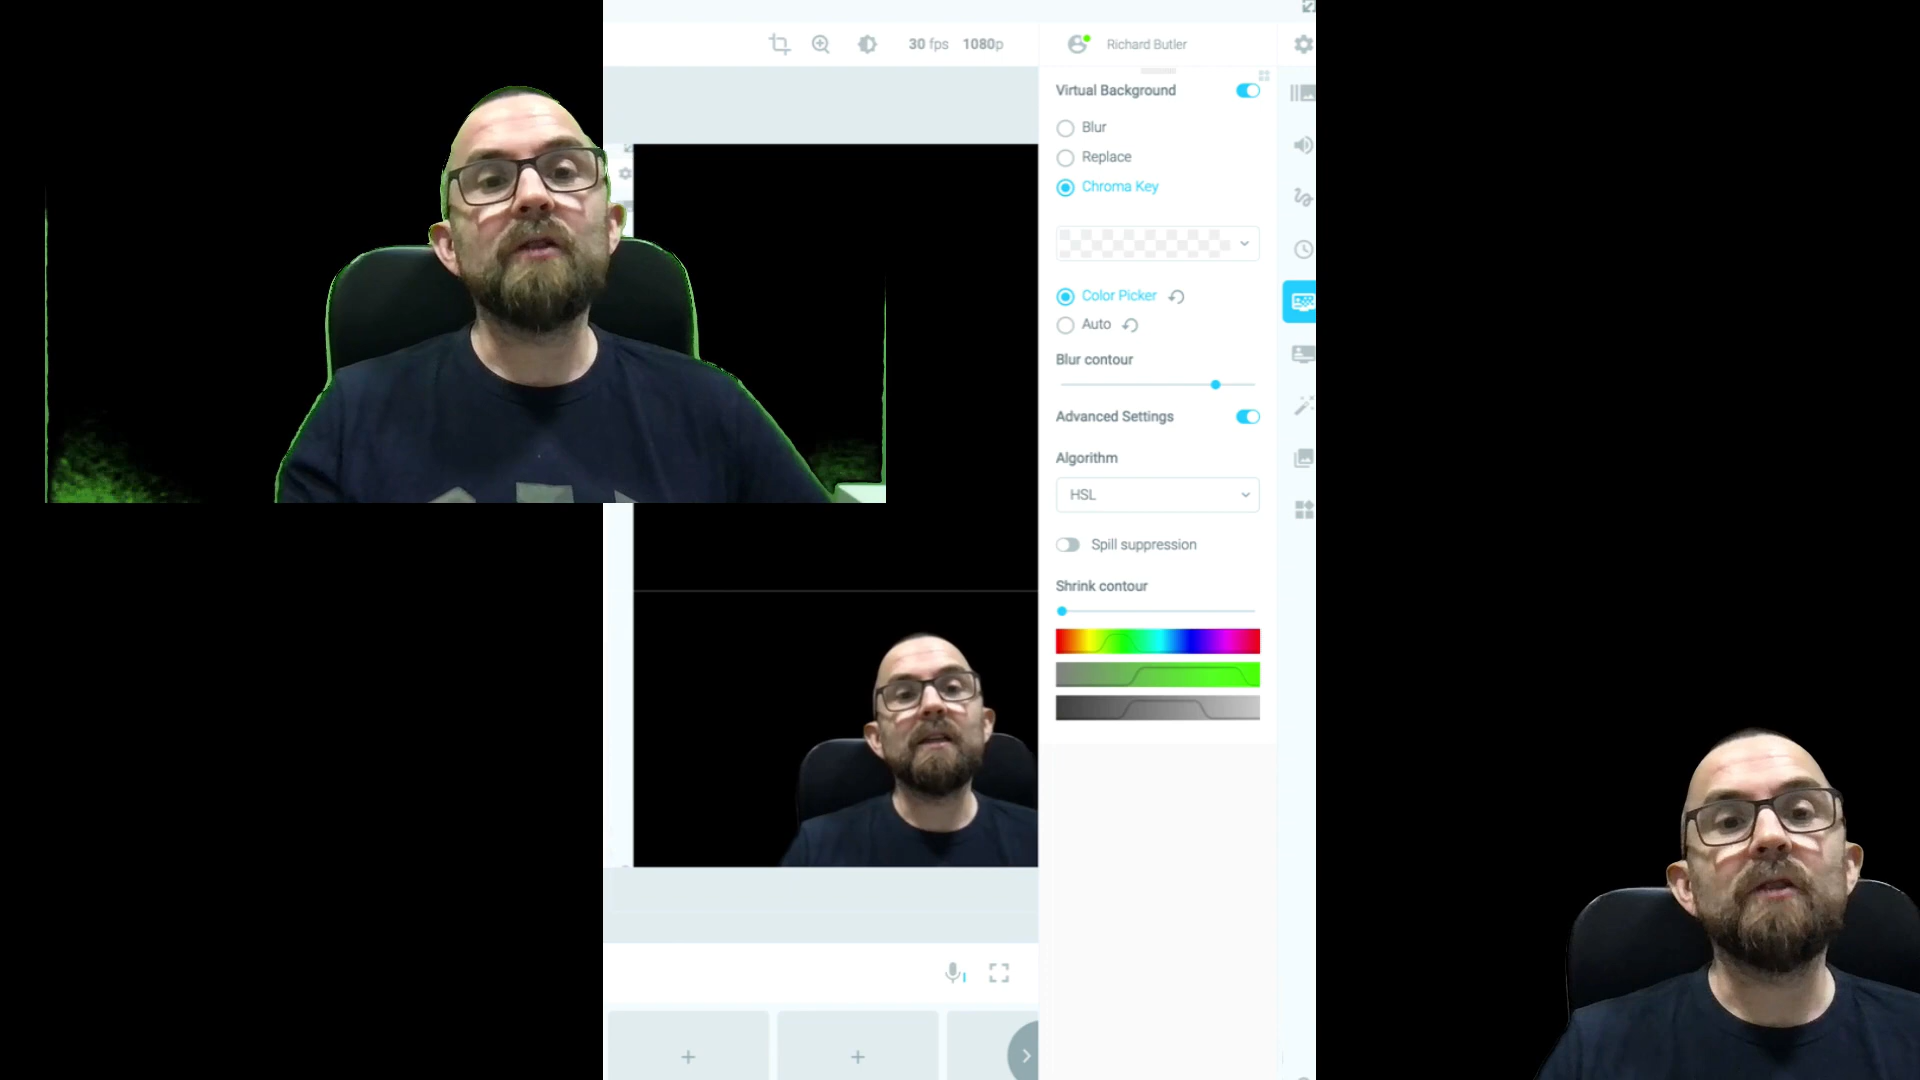 30 fps 1080p
Richard Butler
Virtual Background
Blur
Replace
Chroma Key
Color Picker
Auto
Blur contour
Advanced Settings
Algorithm
HSL
Spill suppression
Shrink contour